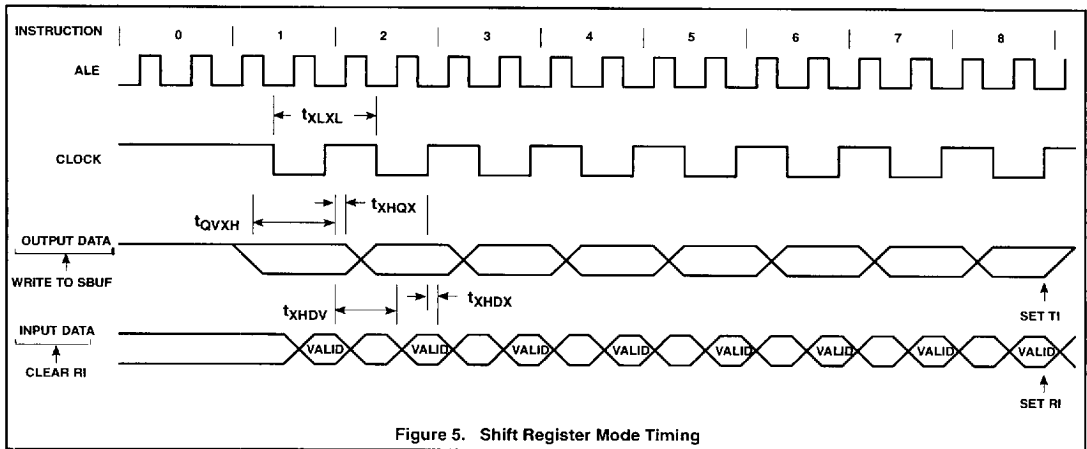 INSTRUCTION 0 1 2 3 4 5 6 7 8
ALE
tXLXL
CLOCK
tQVXH tXHQX
OUTPUT DATA
WRITE TO SBUF
tXHDV tXHDX
SET TI
INPUT DATA
VALID VALID VALID VALID VALID VALID VALID VALID
CLEAR RI
SET RI
Figure 5. Shift Register Mode Timing